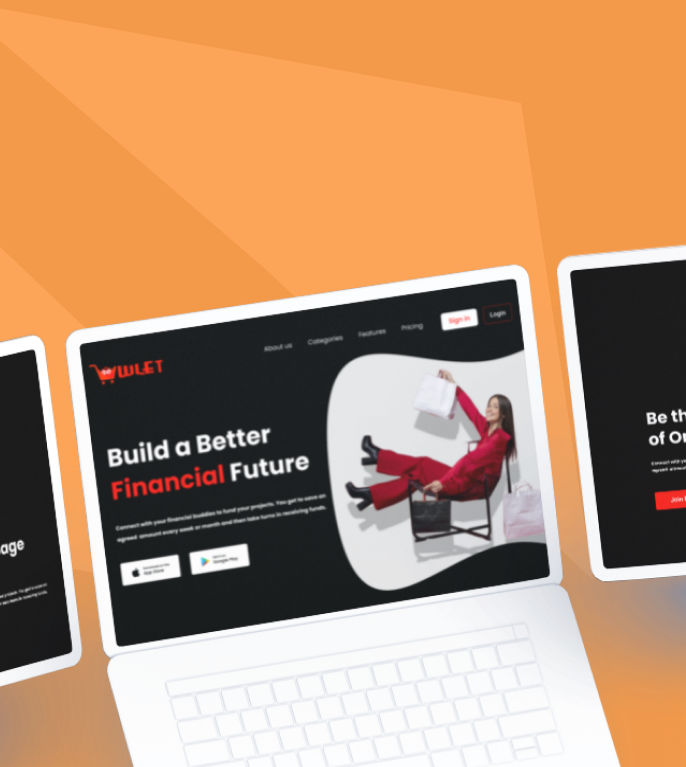 About us
Categories
Features
Pricing
Sign in
Login
Build a Better
Financial Future
Connect with your financial buddies to fund your projects. You get to save an
agreed amount every week or month and then take turns in receiving funds.
App Store
Google Play
age
Be th
of O
Join